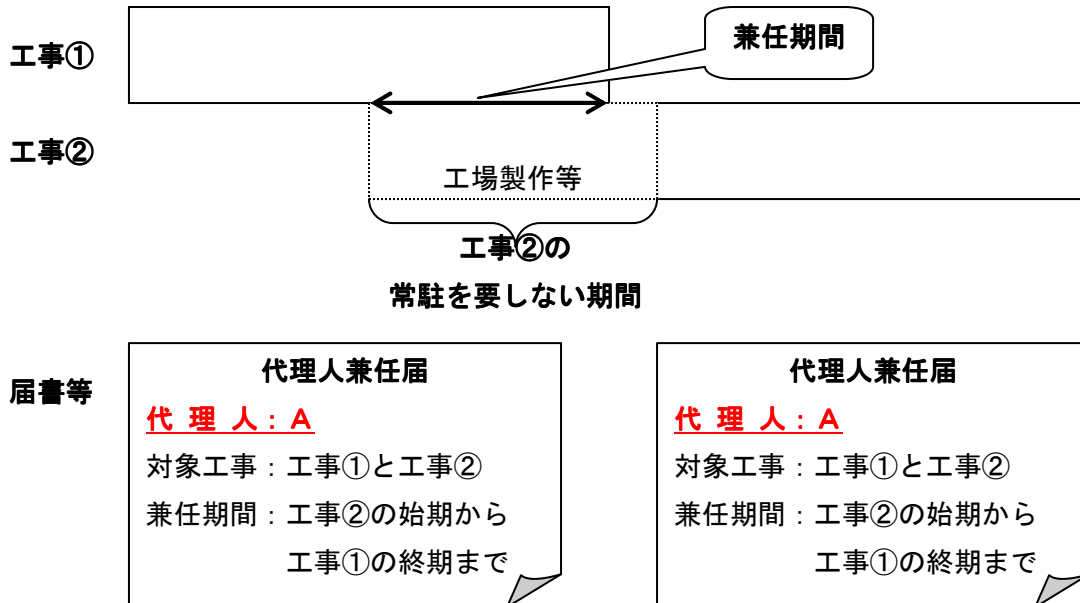 工事①
兼任期間
工事②
工場製作等
工事②の
常駐を要しない期間
届書等
代理人兼任届
代 理 人：A
対象工事：工事①と工事②
兼任期間：工事②の始期から
工事①の終期まで
代理人兼任届
代 理 人：A
対象工事：工事①と工事②
兼任期間：工事②の始期から
工事①の終期まで